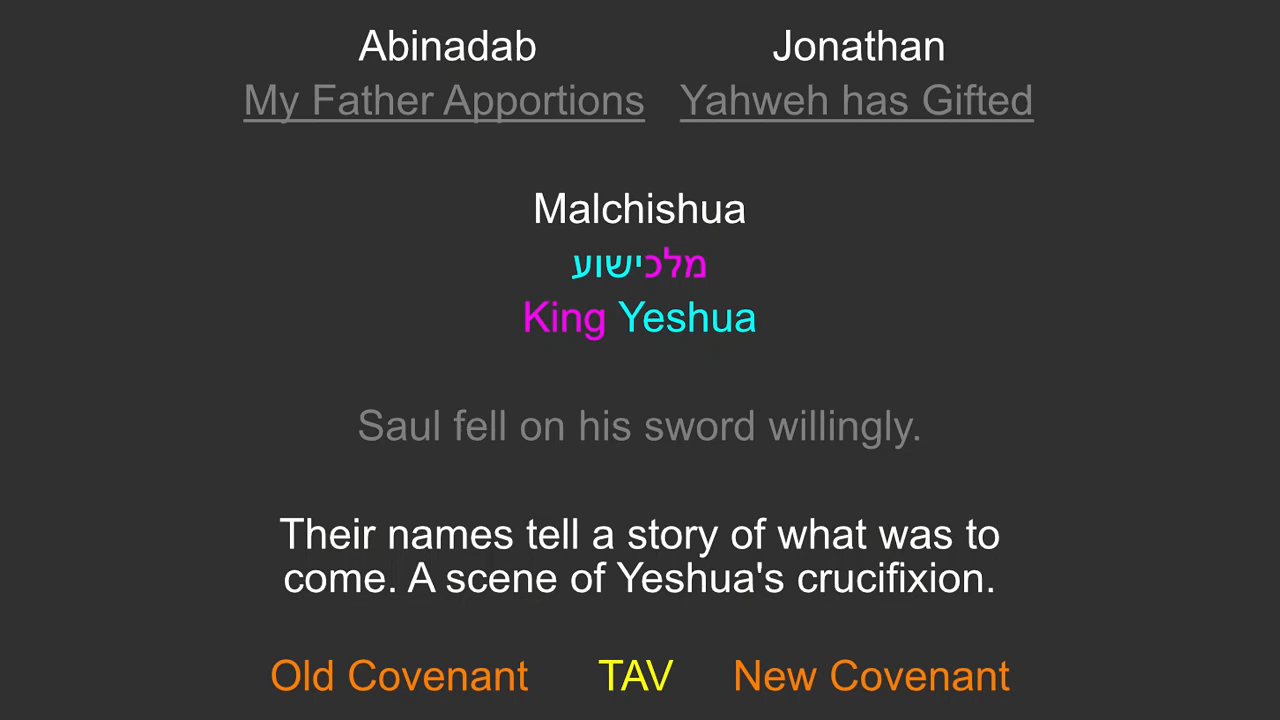 Abinadab Jonathan
My Father Apportions Yahweh has Gifted
Malchishua
מלכישוע
King Yeshua
Saul fell on his sword willingly.
Their names tell a story of what was to
come. A scene of Yeshua's crucifixion.
Old Covenant TAV New Covenant